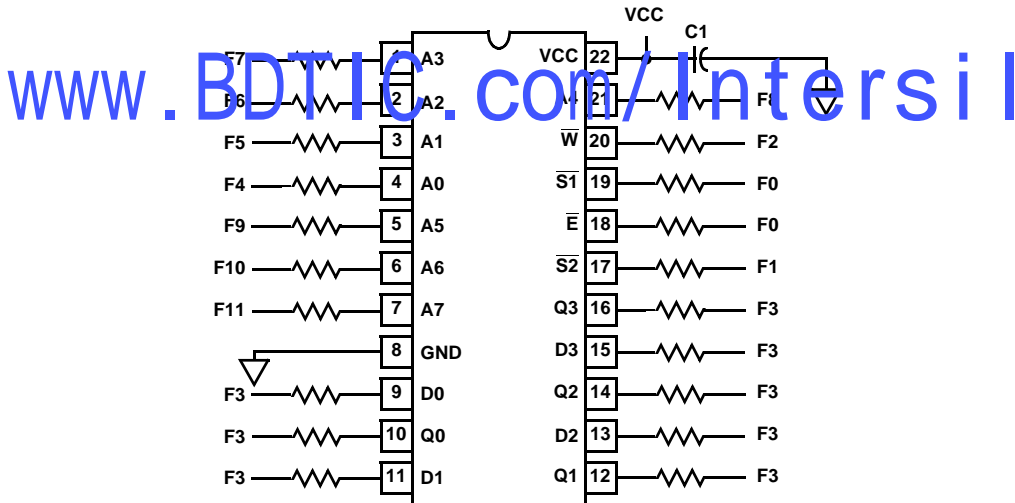 VCC
C1
F7 1 A3 VCC 22
www.BDTIC.com/Intersil
F6 2 A2 A4 21 F8
F5 3 A1 W 20 F2
F4 4 A0 S1 19 F0
F9 5 A5 E 18 F0
F10 6 A6 S2 17 F1
F11 7 A7 Q3 16 F3
8 GND D3 15 F3
F3 9 D0 Q2 14 F3
F3 10 Q0 D2 13 F3
F3 11 D1 Q1 12 F3